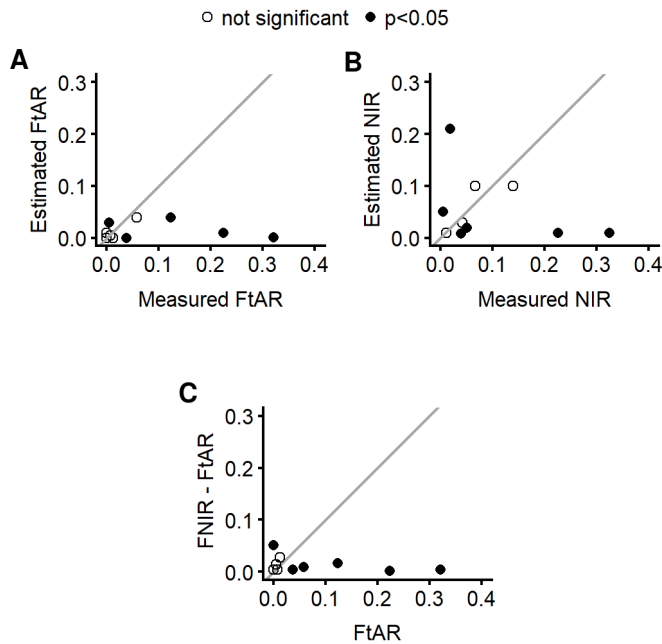 not significant p<0.05
A
B
Estimated FtAR
0.3
0.2
0.1
0.0
0.0 0.1 0.2 0.3 0.4
Measured FtAR
Estimated NIR
0.3
0.2
0.1
0.0
0.0 0.1 0.2 0.3 0.4
Measured NIR
C
FNIR - FtAR
0.3
0.2
0.1
0.0
0.0 0.1 0.2 0.3 0.4
FtAR